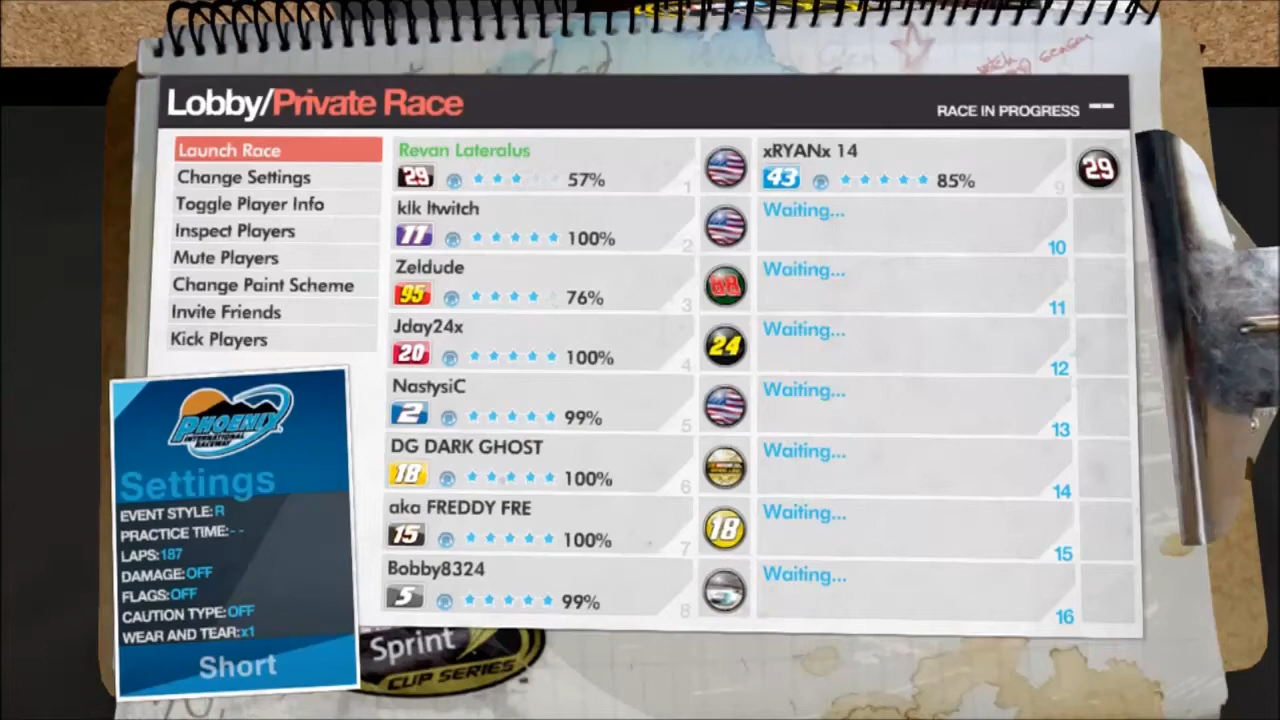 Lobby/Private Race
RACE IN PROGRESS
Launch Race
Change Settings
Toggle Player Info
Inspect Players
Mute Players
Change Paint Scheme
Invite Friends
Kick Players
Revan Lateralus
29 57% 1
klk ltwitch
11 100% 2
Zeldude
95 76% 3
88
Jday24x
20 100% 4
24
NastysiC
2 99% 5
DG DARK GHOST
18 100% 6
aka FREDDY FRE
15 100% 7
18
Bobby8324
5 99% 8
xRYANx 14
43 85% 9
29
Waiting...
10
Waiting...
11
Waiting...
12
Waiting...
13
Waiting...
14
Waiting...
15
Waiting...
16
PHOENIX
INTERNATIONAL
RACEWAY
Settings
EVENT STYLE:R
PRACTICE TIME:--
LAPS:187
DAMAGE:OFF
FLAGS:OFF
CAUTION TYPE:OFF
WEAR AND TEAR:x1
Short
Sprint
CUP SERIES
season